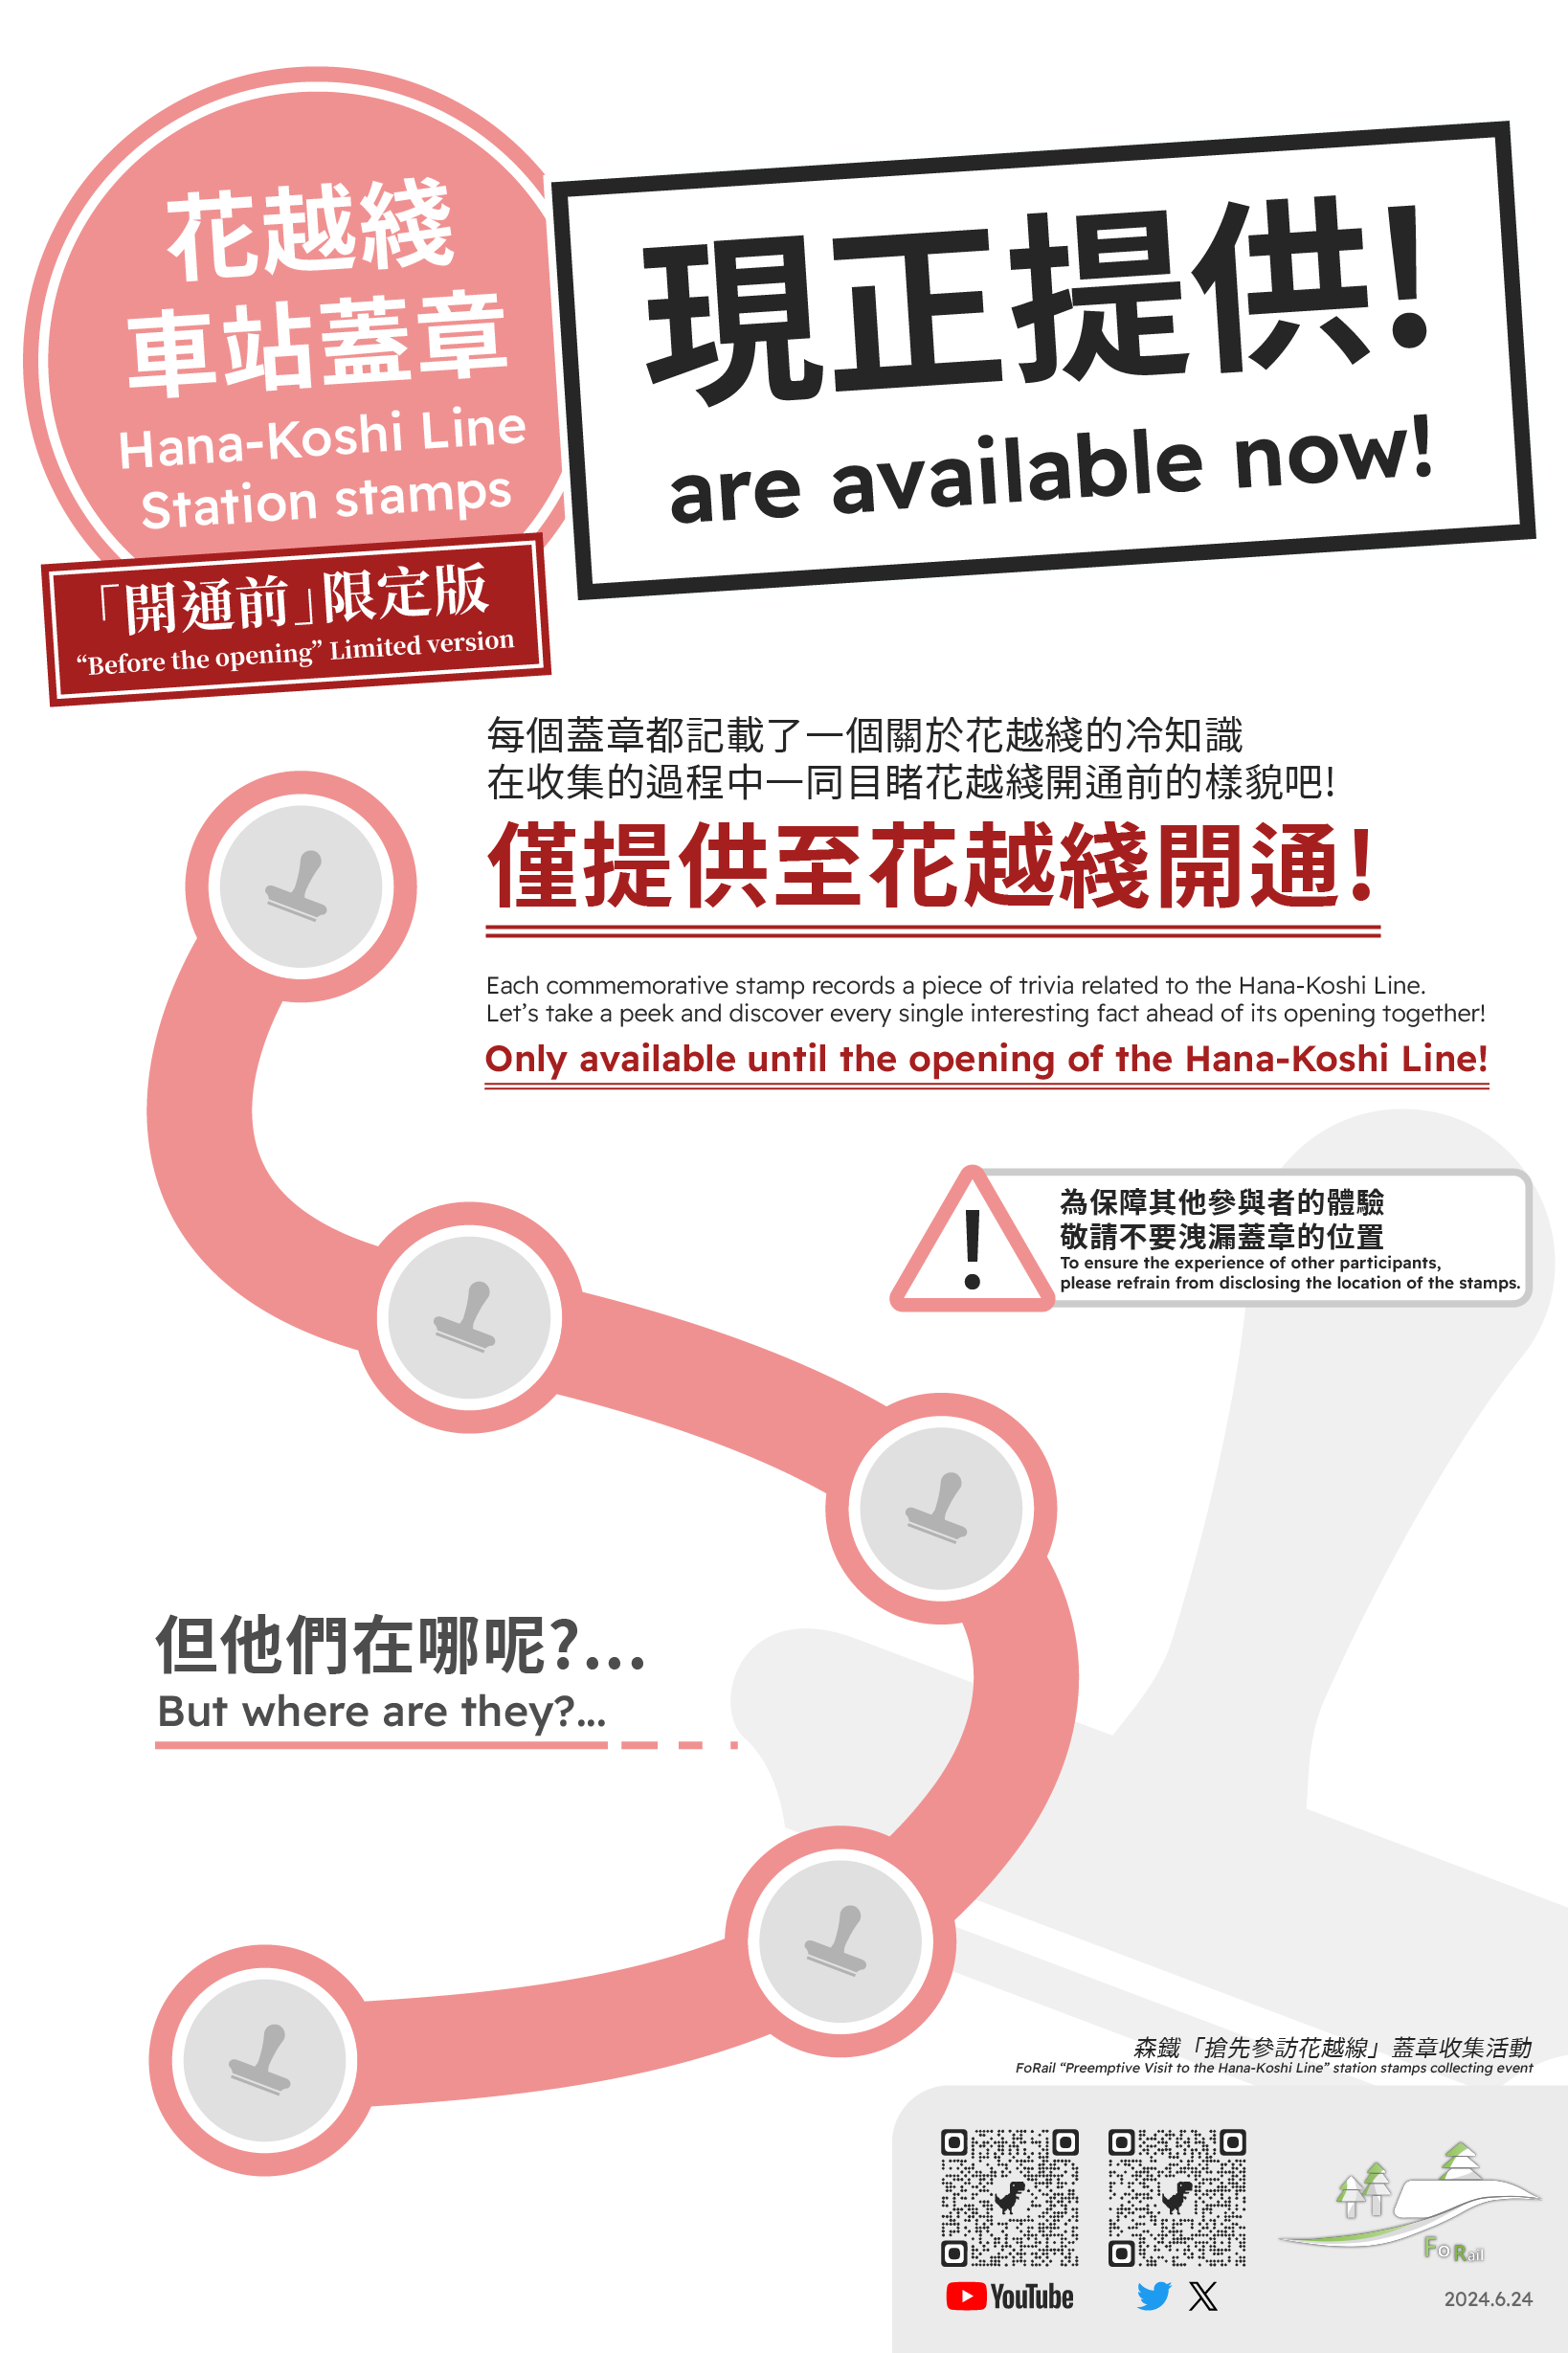 花越綫
車站蓋章
Hana-Koshi Line
Station stamps
「開通前」限定版
“Before the opening” Limited version
現正提供!
are available now!
每個蓋章都記載了一個關於花越綫的冷知識
在收集的過程中一同目睹花越綫開通前的樣貌吧!
僅提供至花越綫開通!
Each commemorative stamp records a piece of trivia related to the Hana-Koshi Line.
Let’s take a peek and discover every single interesting fact ahead of its opening together!
Only available until the opening of the Hana-Koshi Line!
為保障其他參與者的體驗
敬請不要洩漏蓋章的位置
To ensure the experience of other participants,
please refrain from disclosing the location of the stamps.
但他們在哪呢?...
But where are they?...
森鐵「搶先參訪花越線」蓋章收集活動
FoRail “Preemptive Visit to the Hana-Koshi Line” station stamps collecting event
YouTube
FoRail
2024.6.24